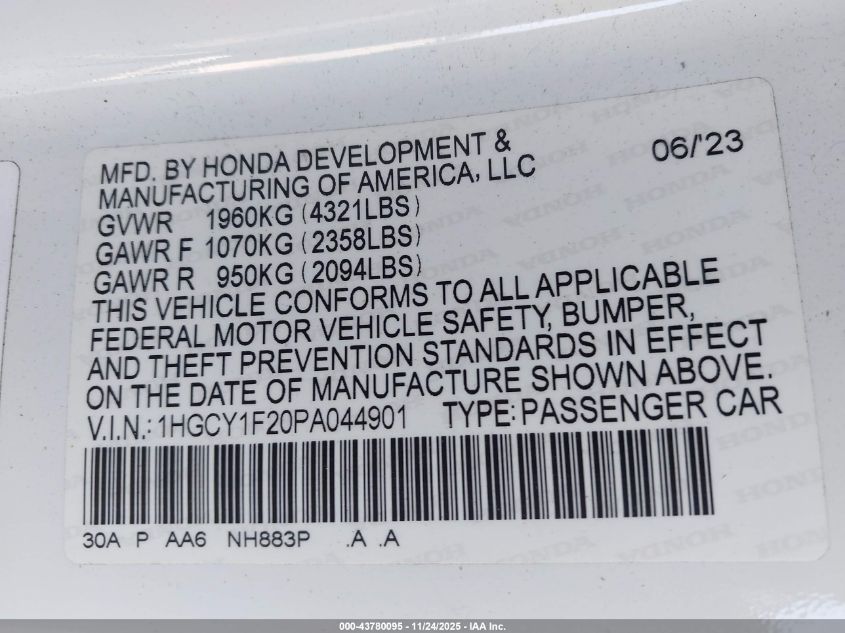 MFD. BY HONDA DEVELOPMENT &
MANUFACTURING OF AMERICA, LLC
06/'23
GVWR 1960KG (4321LBS)
GAWR F 1070KG (2358LBS)
GAWR R 950KG (2094LBS)
THIS VEHICLE CONFORMS TO ALL APPLICABLE
FEDERAL MOTOR VEHICLE SAFETY, BUMPER,
AND THEFT PREVENTION STANDARDS IN EFFECT
ON THE DATE OF MANUFACTURE SHOWN ABOVE.
V.I.N.: 1HGCY1F20PA044901 TYPE: PASSENGER CAR
30A P AA6 NH883P .A .A
000-43780095 - 11/24/2025 - IAA Inc.